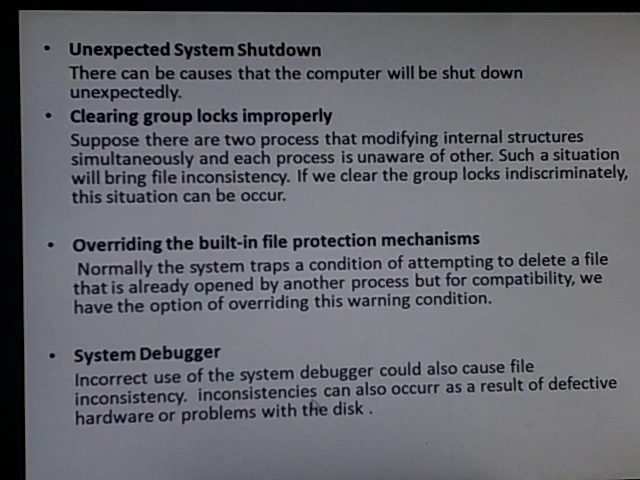 • Unexpected System Shutdown
There can be causes that the computer will be shut down
unexpectedly.
• Clearing group locks improperly
Suppose there are two process that modifying internal structures
simultaneously and each process is unaware of other. Such a situation
will bring file inconsistency. If we clear the group locks indiscriminately,
this situation can be occur.
• Overriding the built-in file protection mechanisms
Normally the system traps a condition of attempting to delete a file
that is already opened by another process but for compatibility, we
have the option of overriding this warning condition.
• System Debugger
Incorrect use of the system debugger could also cause file
inconsistency. inconsistencies can also occurr as a result of defective
hardware or problems with the disk .